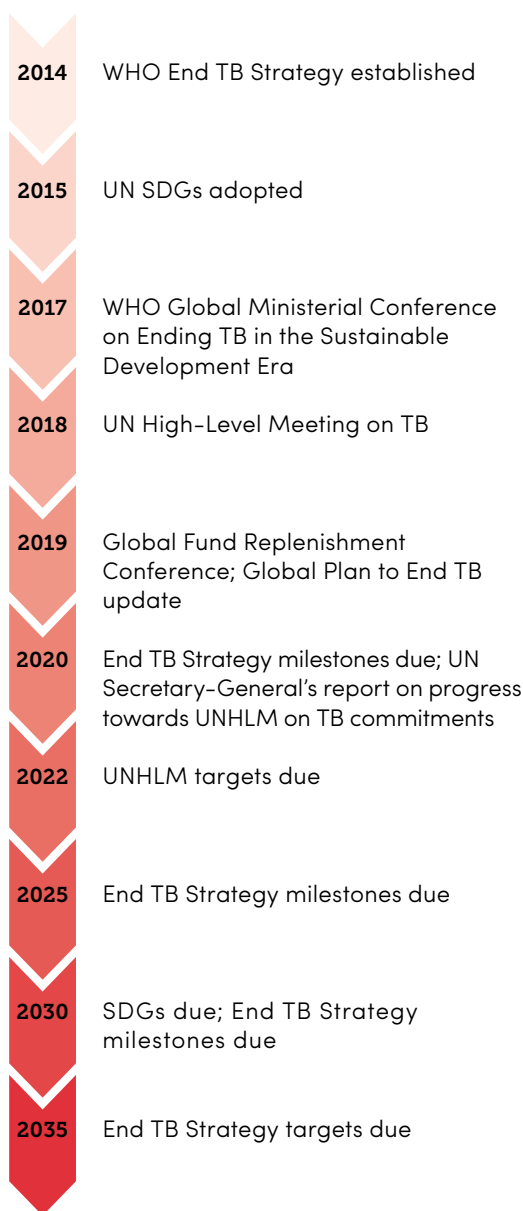 2014 WHO End TB Strategy established
2015 UN SDGs adopted
2017 WHO Global Ministerial Conference
on Ending TB in the Sustainable
Development Era
2018 UN High-Level Meeting on TB
2019 Global Fund Replenishment
Conference; Global Plan to End TB
update
2020 End TB Strategy milestones due; UN
Secretary-General’s report on progress
towards UNHLM on TB commitments
2022 UNHLM targets due
2025 End TB Strategy milestones due
2030 SDGs due; End TB Strategy
milestones due
2035 End TB Strategy targets due